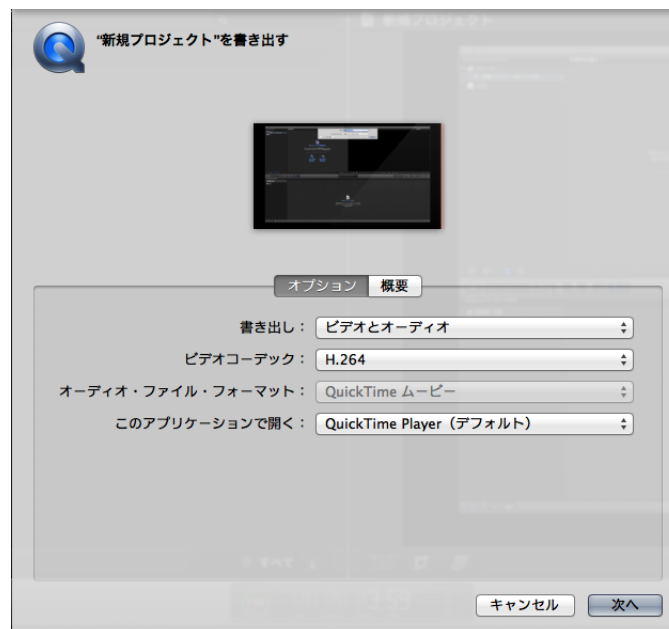 “新規プロジェクト”を書き出す
オプション 概要
書き出し： ビデオとオーディオ
ビデオコーデック： H.264
オーディオ・ファイル・フォーマット： QuickTime ムービー
このアプリケーションで開く： QuickTime Player（デフォルト）
キャンセル 次へ